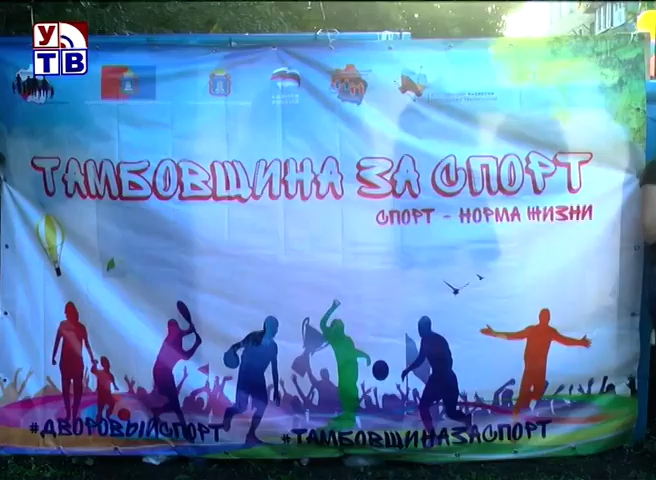 УТВ
ТАМБОВЩИНА ЗА СПОРТ
СПОРТ - НОРМА ЖИЗНИ
#ДВОРОВЫЙСПОРТ
#ТАМБОВЩИНАЗАСПОРТ